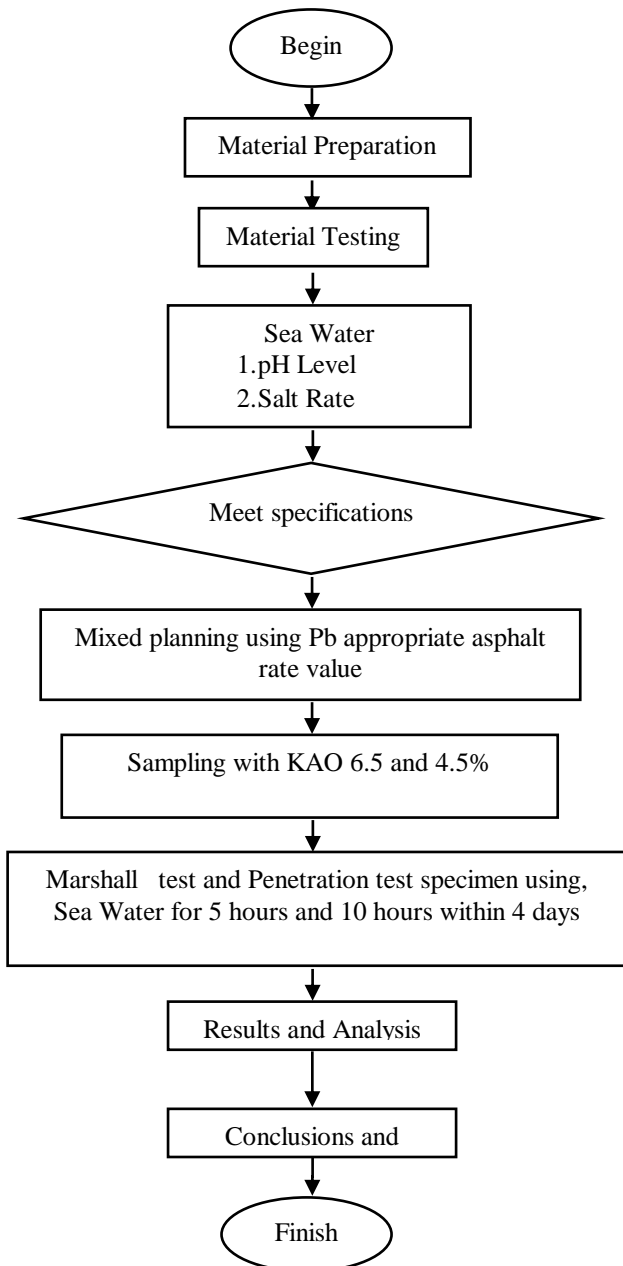 Begin
Material Preparation
Material Testing
Sea Water
1.pH Level
2.Salt Rate
Meet specifications
Mixed planning using Pb appropriate asphalt
rate value
Sampling with KAO 6.5 and 4.5%
Marshall test and Penetration test specimen using,
Sea Water for 5 hours and 10 hours within 4 days
Results and Analysis
Conclusions and
Finish